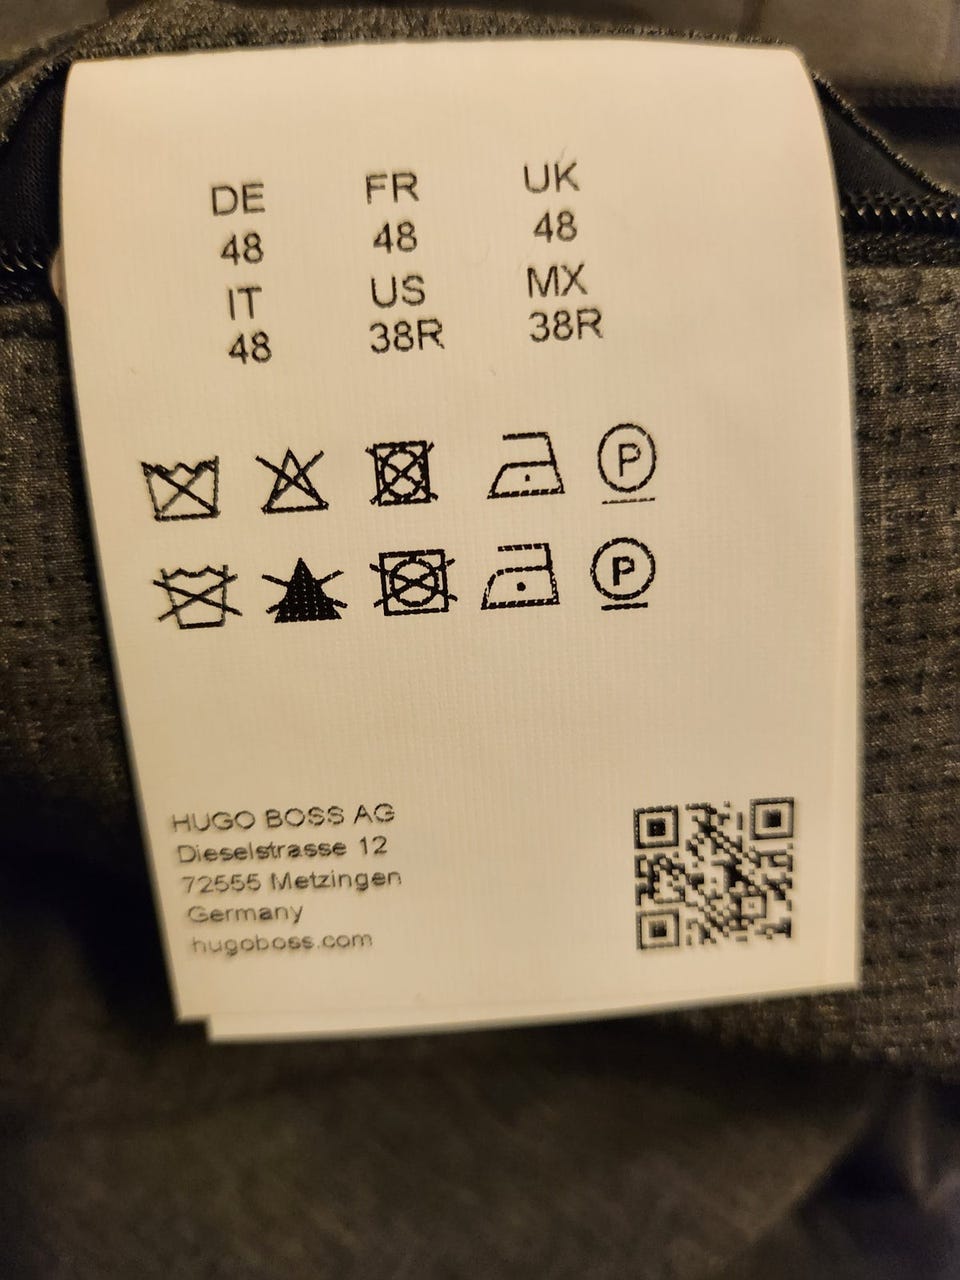 DE FR UK
48 48 48
IT US MX
48 38R 38R
P
P
HUGO BOSS AG
Dieselstrasse 12
72555 Metzingen
Germany
hugoboss.com